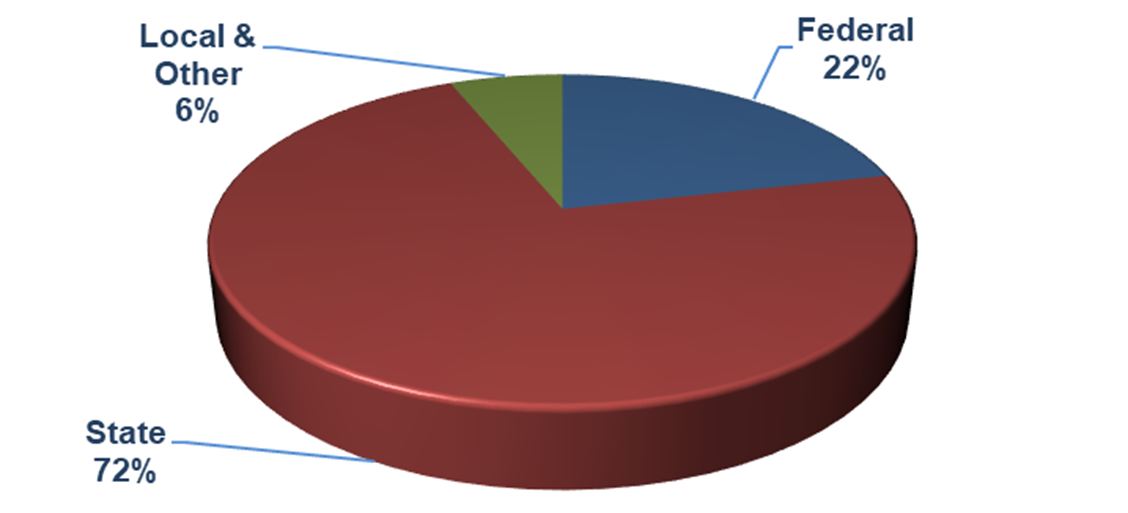 Local &
Other
6%
Federal
22%
State
72%